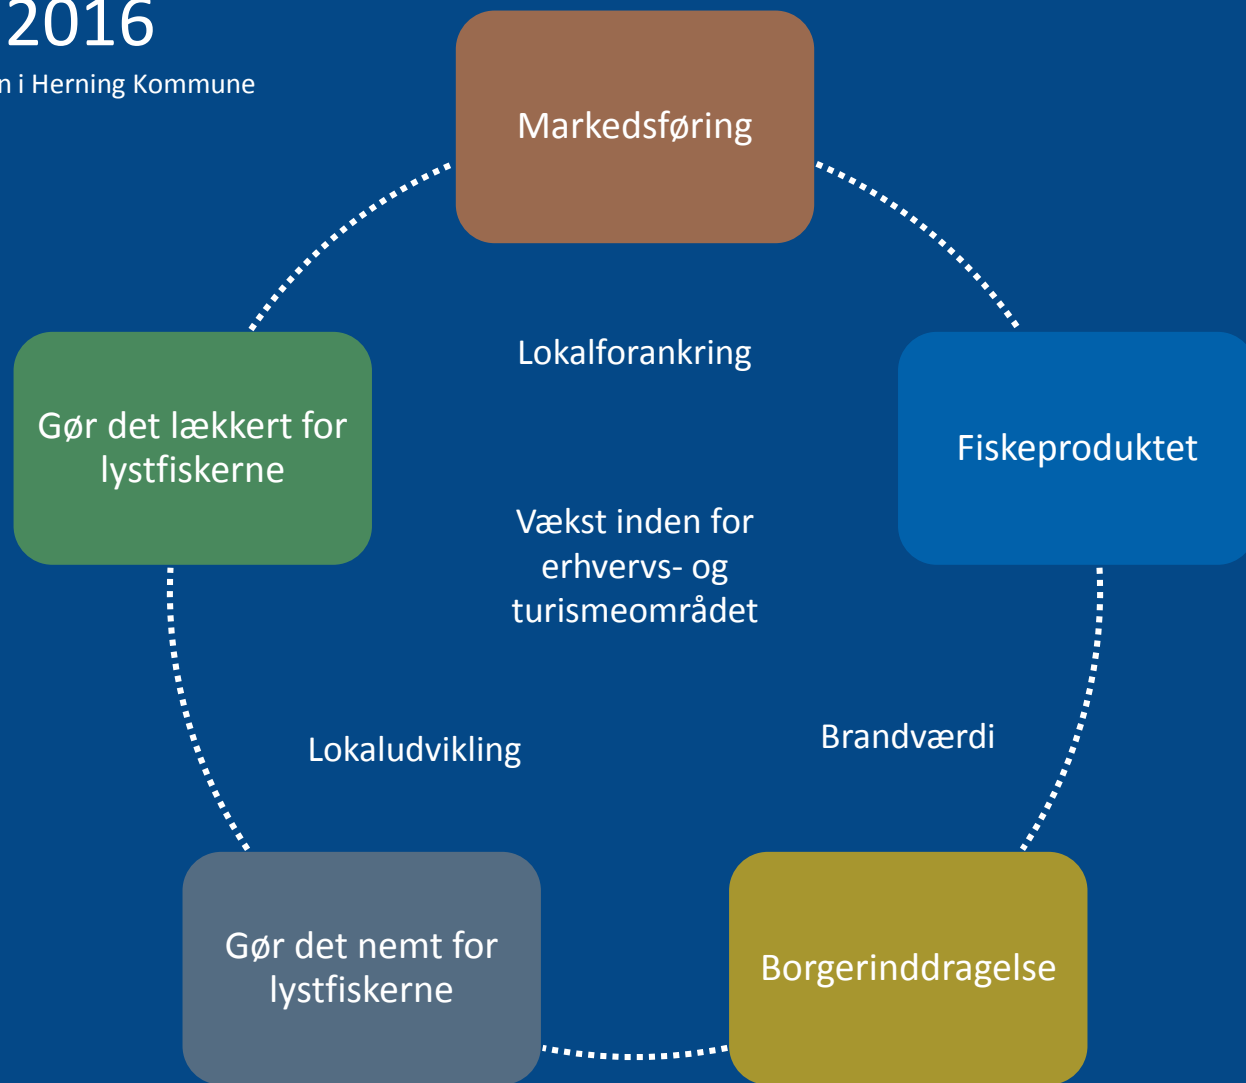 2016
n i Herning Kommune
Markedsføring
Lokalforankring
Gør det lækkert for
lystfiskerne
Fiskeproduktet
Vækst inden for
erhvervs- og
turismeområdet
Lokaludvikling
Brandværdi
Gør det nemt for
lystfiskerne
Borgerinddragelse